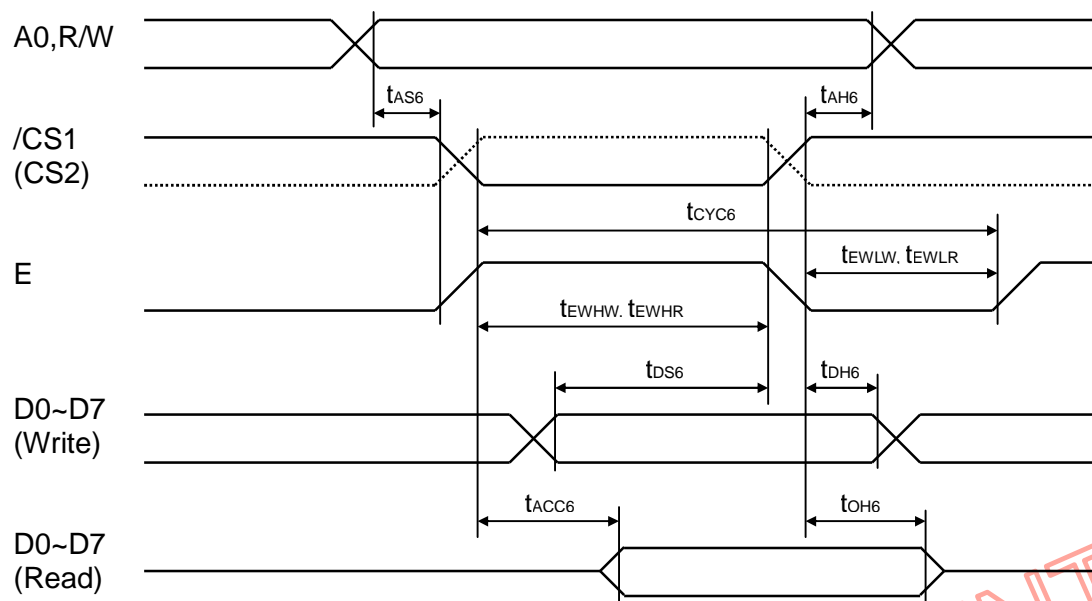 A0,R/W
tAS6 tAH6
/CS1
(CS2)
tCYC6
tEWLW. tEWLR
E
tEWHW. tEWHR
tDS6 tDH6
D0~D7
(Write)
tACC6 tOH6
D0~D7
(Read)